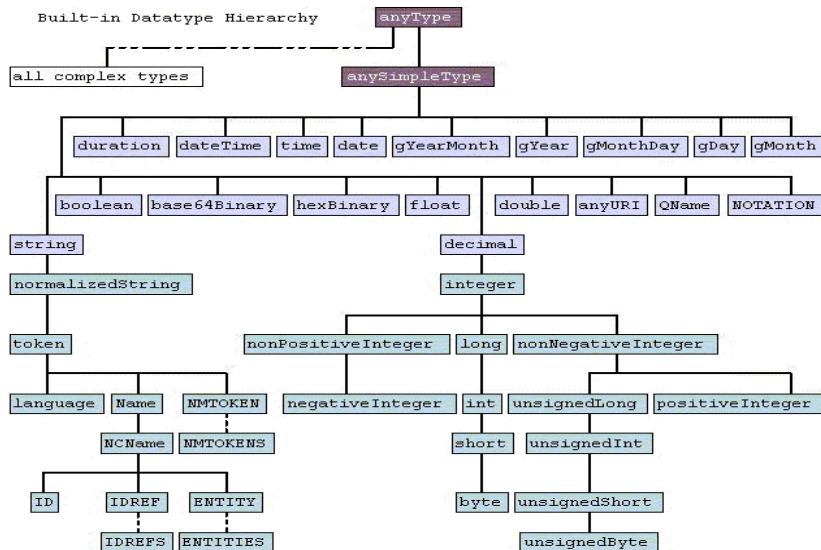 Built-in Datatype Hierarchy anyType
all complex types anySimpleType
duration dateTime time date gYearMonth gYear gMonthDay gDay gMonth
boolean base64Binary hexBinary float double anyURI QName NOTATION
string decimal
normalizedString integer
token nonPositiveInteger long nonNegativeInteger
language Name NMTOKEN negativeInteger int unsignedLong positiveInteger
NCName NMTOKENS short unsignedInt
ID IDREF ENTITY byte unsignedShort
IDREFS ENTITIES unsignedByte